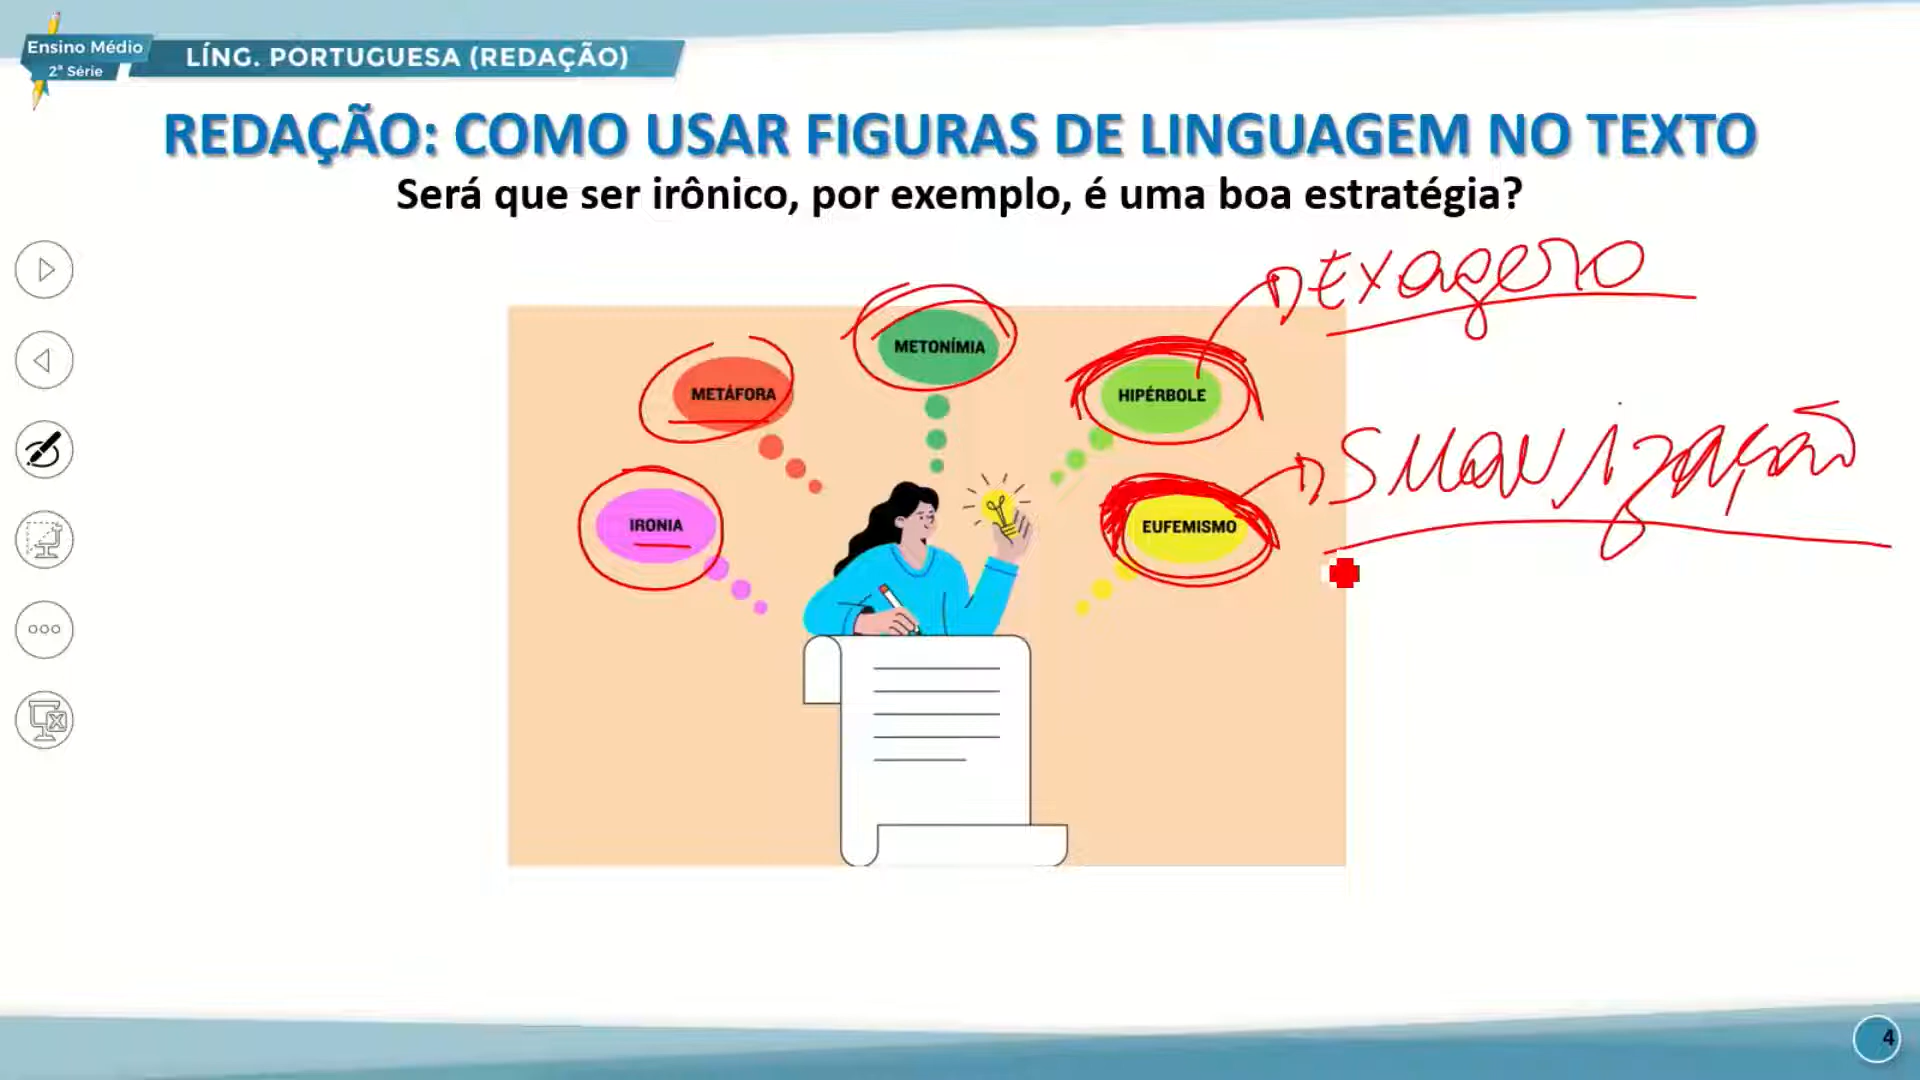 Ensino Médio
2ª Série
LÍNG. PORTUGUESA (REDAÇÃO)
REDAÇÃO: COMO USAR FIGURAS DE LINGUAGEM NO TEXTO
Será que ser irônico, por exemplo, é uma boa estratégia?
Exagero
METONÍMIA
METÁFORA
HIPÉRBOLE
Suavização
IRONIA
EUFEMISMO
4